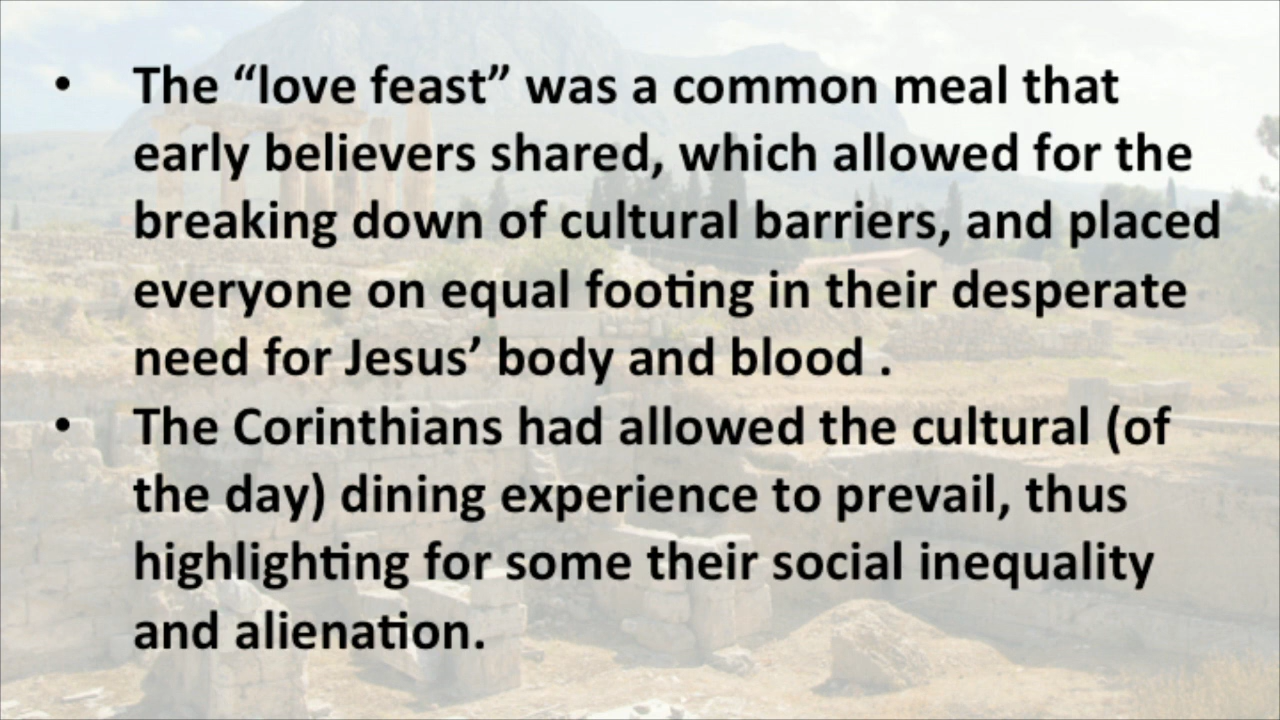 • The “love feast” was a common meal that
early believers shared, which allowed for the
breaking down of cultural barriers, and placed
everyone on equal footing in their desperate
need for Jesus’ body and blood .
• The Corinthians had allowed the cultural (of
the day) dining experience to prevail, thus
highlighting for some their social inequality
and alienation.